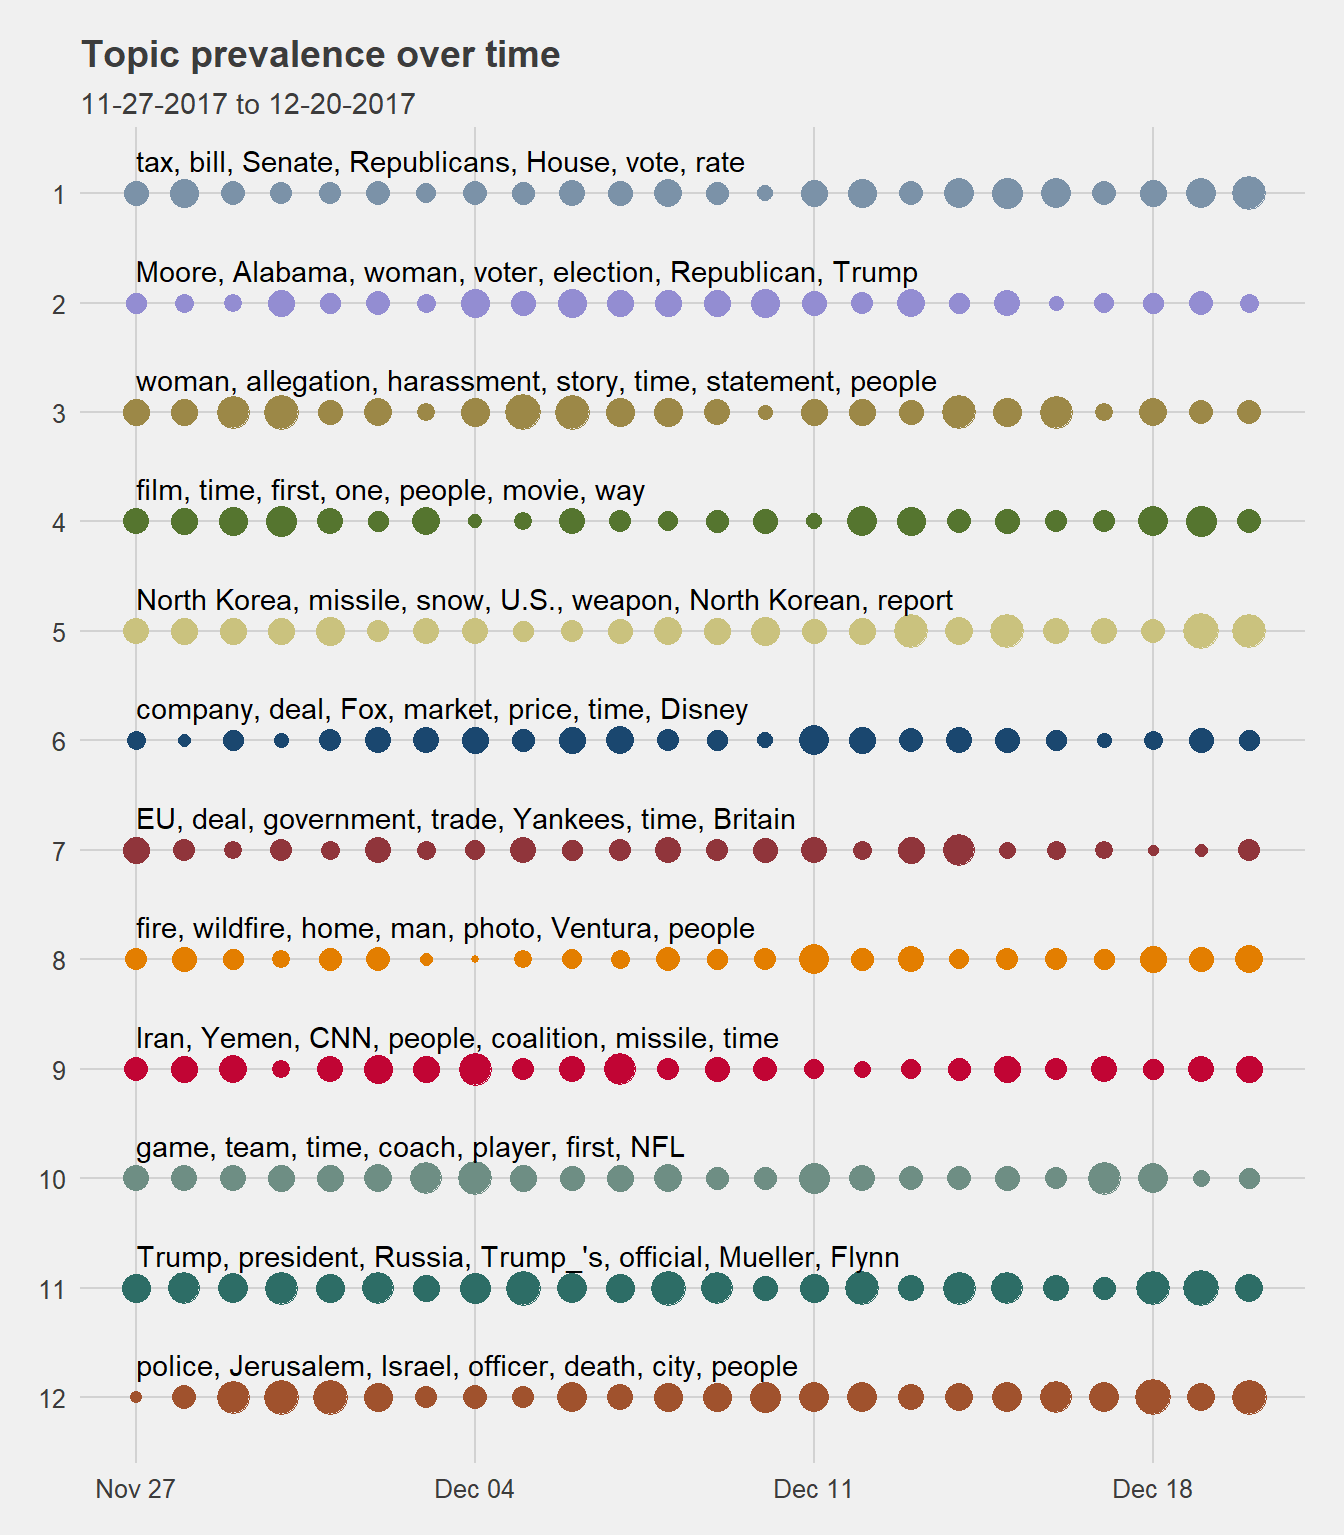 Topic prevalence over time
11-27-2017 to 12-20-2017
tax, bill, Senate, Republicans, House, vote, rate
1
Moore, Alabama, woman, voter, election, Republican, Trump
2
woman, allegation, harassment, story, time, statement, people
3
film, time, first, one, people, movie, way
4
North Korea, missile, snow, U.S., weapon, North Korean, report
5
company, deal, Fox, market, price, time, Disney
6
EU, deal, government, trade, Yankees, time, Britain
7
fire, wildfire, home, man, photo, Ventura, people
8
Iran, Yemen, CNN, people, coalition, missile, time
9
game, team, time, coach, player, first, NFL
10
Trump, president, Russia, Trump_'s, official, Mueller, Flynn
11
police, Jerusalem, Israel, officer, death, city, people
12
Nov 27 Dec 04 Dec 11 Dec 18